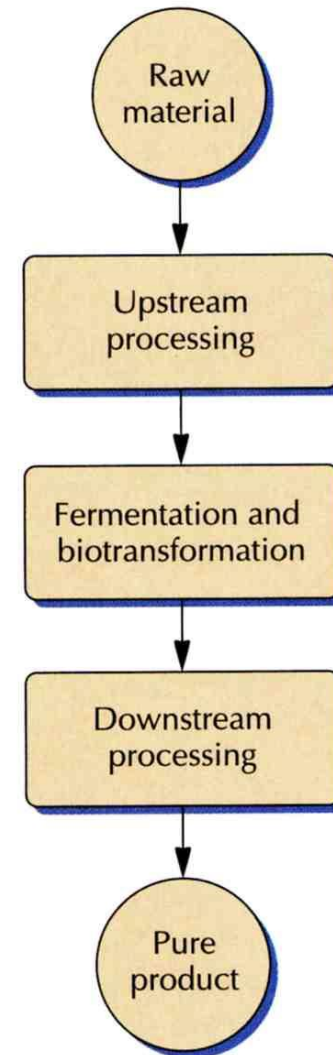 Raw
material
Upstream
processing
Fermentation and
biotransformation
Downstream
processing
Pure
product